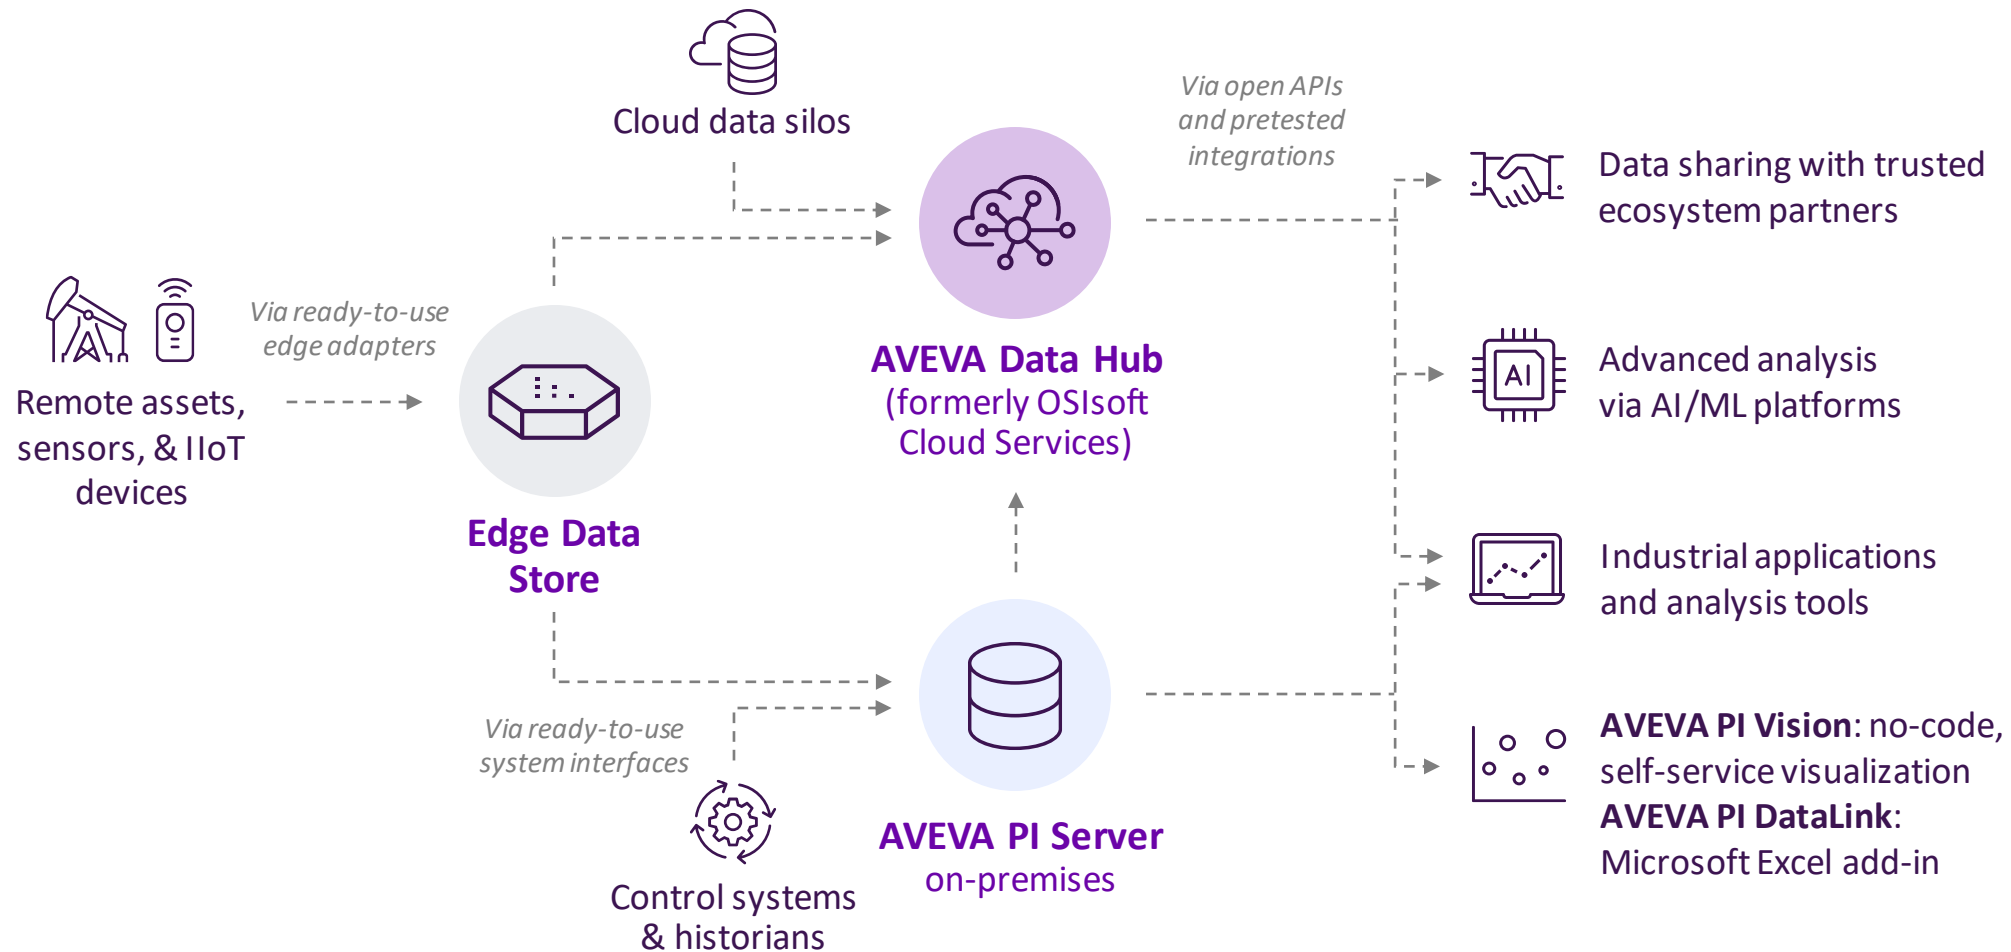 Cloud data silos
Via open APIs
and pretested
integrations
Data sharing with trusted
ecosystem partners
Via ready-to-use
edge adapters
Remote assets,
sensors, & IIoT
devices
AVEVA Data Hub
(formerly OSIsoft
Cloud Services)
AI
Advanced analysis
via AI/ML platforms
Edge Data
Store
Industrial applications
and analysis tools
Via ready-to-use
system interfaces
Control systems
& historians
AVEVA PI Server
on-premises
AVEVA PI Vision: no-code,
self-service visualization
AVEVA PI DataLink:
Microsoft Excel add-in